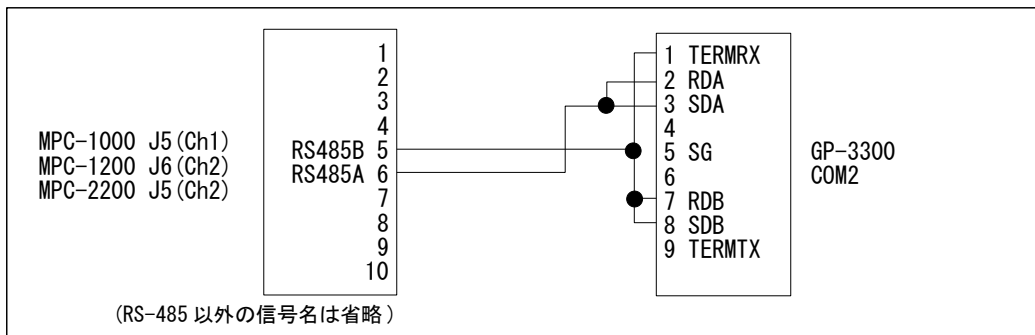 MPC-1000 J5(Ch1)
MPC-1200 J6(Ch2)
MPC-2200 J5(Ch2)
1
2
3
4
RS485B 5
RS485A 6
7
8
9
10
1 TERMRX
2 RDA
3 SDA
4
5 SG
6
7 RDB
8 SDB
9 TERMTX
GP-3300
COM2
(RS-485 以外の信号名は省略)